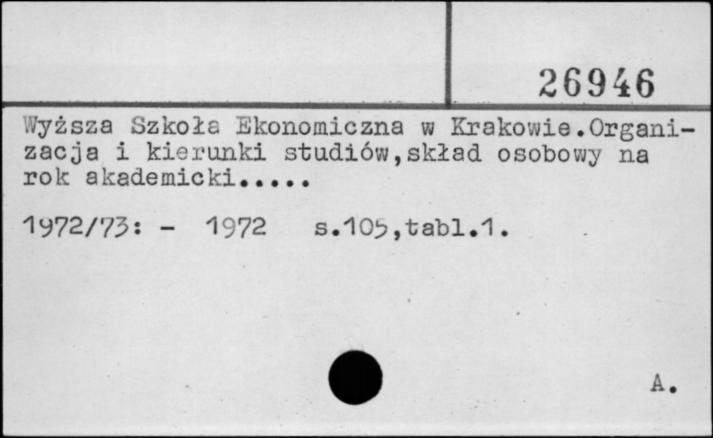 26946
Wyższa Szkoła Ekonomiczna w Krakowie.Organi-
zacja i kierunki studiów,skład osobowy na
rok akademicki.....
1972/73: - 1972 s.105,tabl.1.
A.